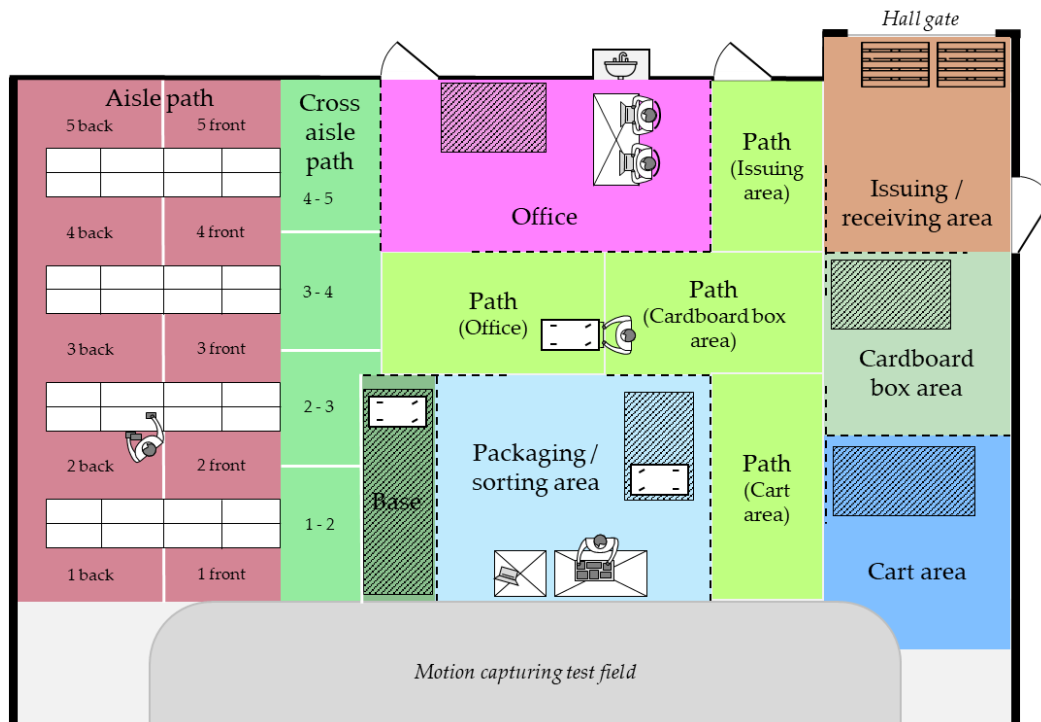 Hall gate
Aisle path
5 back
5 front
Cross
aisle
path
4 - 5
4 back
4 front
3 - 4
3 back
3 front
2 - 3
2 back
2 front
1 - 2
1 back
1 front
Office
Path
(Issuing
area)
Issuing /
receiving area
Path
(Office)
Path
(Cardboard box
area)
Cardboard
box area
Base
Packaging /
sorting area
Path
(Cart
area)
Cart area
Motion capturing test field